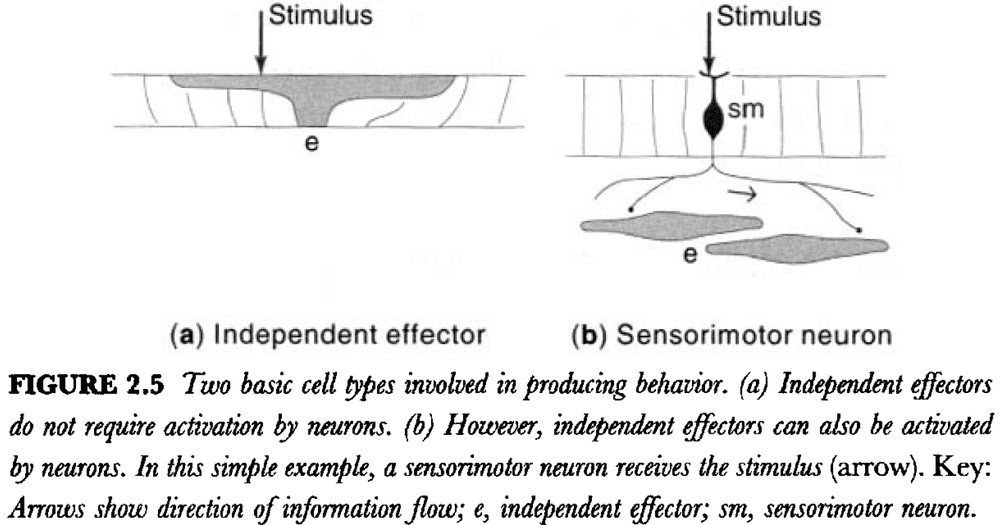 Stimulus
Stimulus
sm
e
e
(a) Independent effector
(b) Sensorimotor neuron
FIGURE 2.5 Two basic cell types involved in producing behavior. (a) Independent effectors
do not require activation by neurons. (b) However, independent effectors can also be activated
by neurons. In this simple example, a sensorimotor neuron receives the stimulus (arrow). Key:
Arrows show direction of information flow; e, independent effector; sm, sensorimotor neuron.